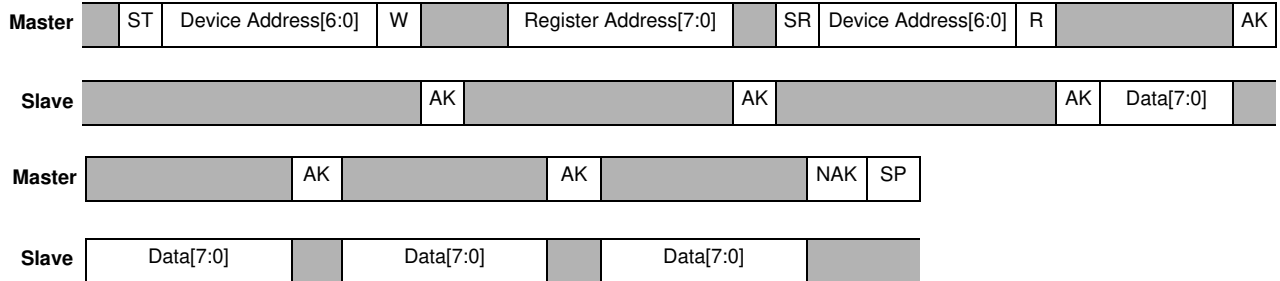 Master ST Device Address[6:0] W Register Address[7:0] SR Device Address[6:0] R AK
Slave AK AK AK Data[7:0]
Master AK AK NAK SP
Slave Data[7:0] Data[7:0] Data[7:0]